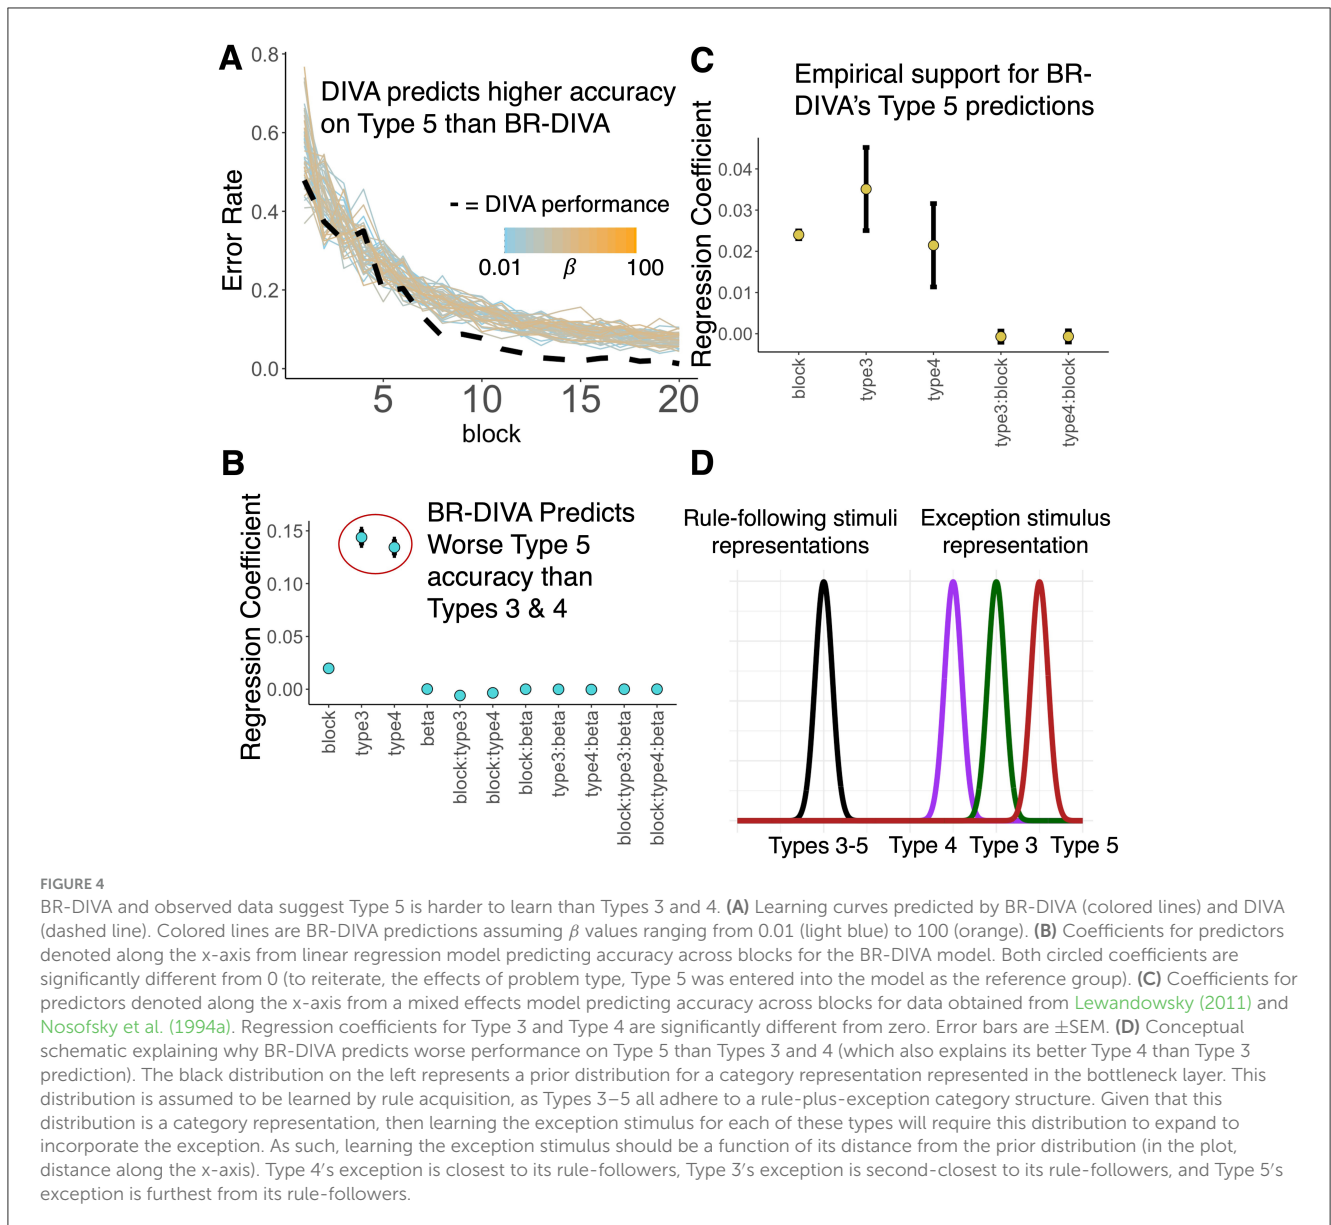 A
DIVA predicts higher accuracy
on Type 5 than BR-DIVA
- = DIVA performance
0.01 β 100
Error Rate
0.8
0.6
0.4
0.2
0.0
5 10 15 20
block
C
Empirical support for BR-
DIVA's Type 5 predictions
Regression Coefficient
0.04
0.03
0.02
0.01
0.00
block
type3
type4
type3:block
type4:block
B
BR-DIVA Predicts
Worse Type 5
accuracy than
Types 3 & 4
Regression Coefficient
0.15
0.10
0.05
0.00
block
type3
type4
beta
block:type3
block:type4
block:beta
type3:beta
type4:beta
block:type3:beta
block:type4:beta
D
Rule-following stimuli
representations
Exception stimulus
representation
Types 3-5 Type 4 Type 3 Type 5
FIGURE 4
BR-DIVA and observed data suggest Type 5 is harder to learn than Types 3 and 4. (A) Learning curves predicted by BR-DIVA (colored lines) and DIVA
(dashed line). Colored lines are BR-DIVA predictions assuming β values ranging from 0.01 (light blue) to 100 (orange). (B) Coefficients for predictors
denoted along the x-axis from linear regression model predicting accuracy across blocks for the BR-DIVA model. Both circled coefficients are
significantly different from 0 (to reiterate, the effects of problem type, Type 5 was entered into the model as the reference group). (C) Coefficients for
predictors denoted along the x-axis from a mixed effects model predicting accuracy across blocks for data obtained from Lewandowsky (2011) and
Nosofsky et al. (1994a). Regression coefficients for Type 3 and Type 4 are significantly different from zero. Error bars are ±SEM. (D) Conceptual
schematic explaining why BR-DIVA predicts worse performance on Type 5 than Types 3 and 4 (which also explains its better Type 4 than Type 3
prediction). The black distribution on the left represents a prior distribution for a category representation represented in the bottleneck layer. This
distribution is assumed to be learned by rule acquisition, as Types 3–5 all adhere to a rule-plus-exception category structure. Given that this
distribution is a category representation, then learning the exception stimulus for each of these types will require this distribution to expand to
incorporate the exception. As such, learning the exception stimulus should be a function of its distance from the prior distribution (in the plot,
distance along the x-axis). Type 4′s exception is closest to its rule-followers, Type 3′s exception is second-closest to its rule-followers, and Type 5′s
exception is furthest from its rule-followers.